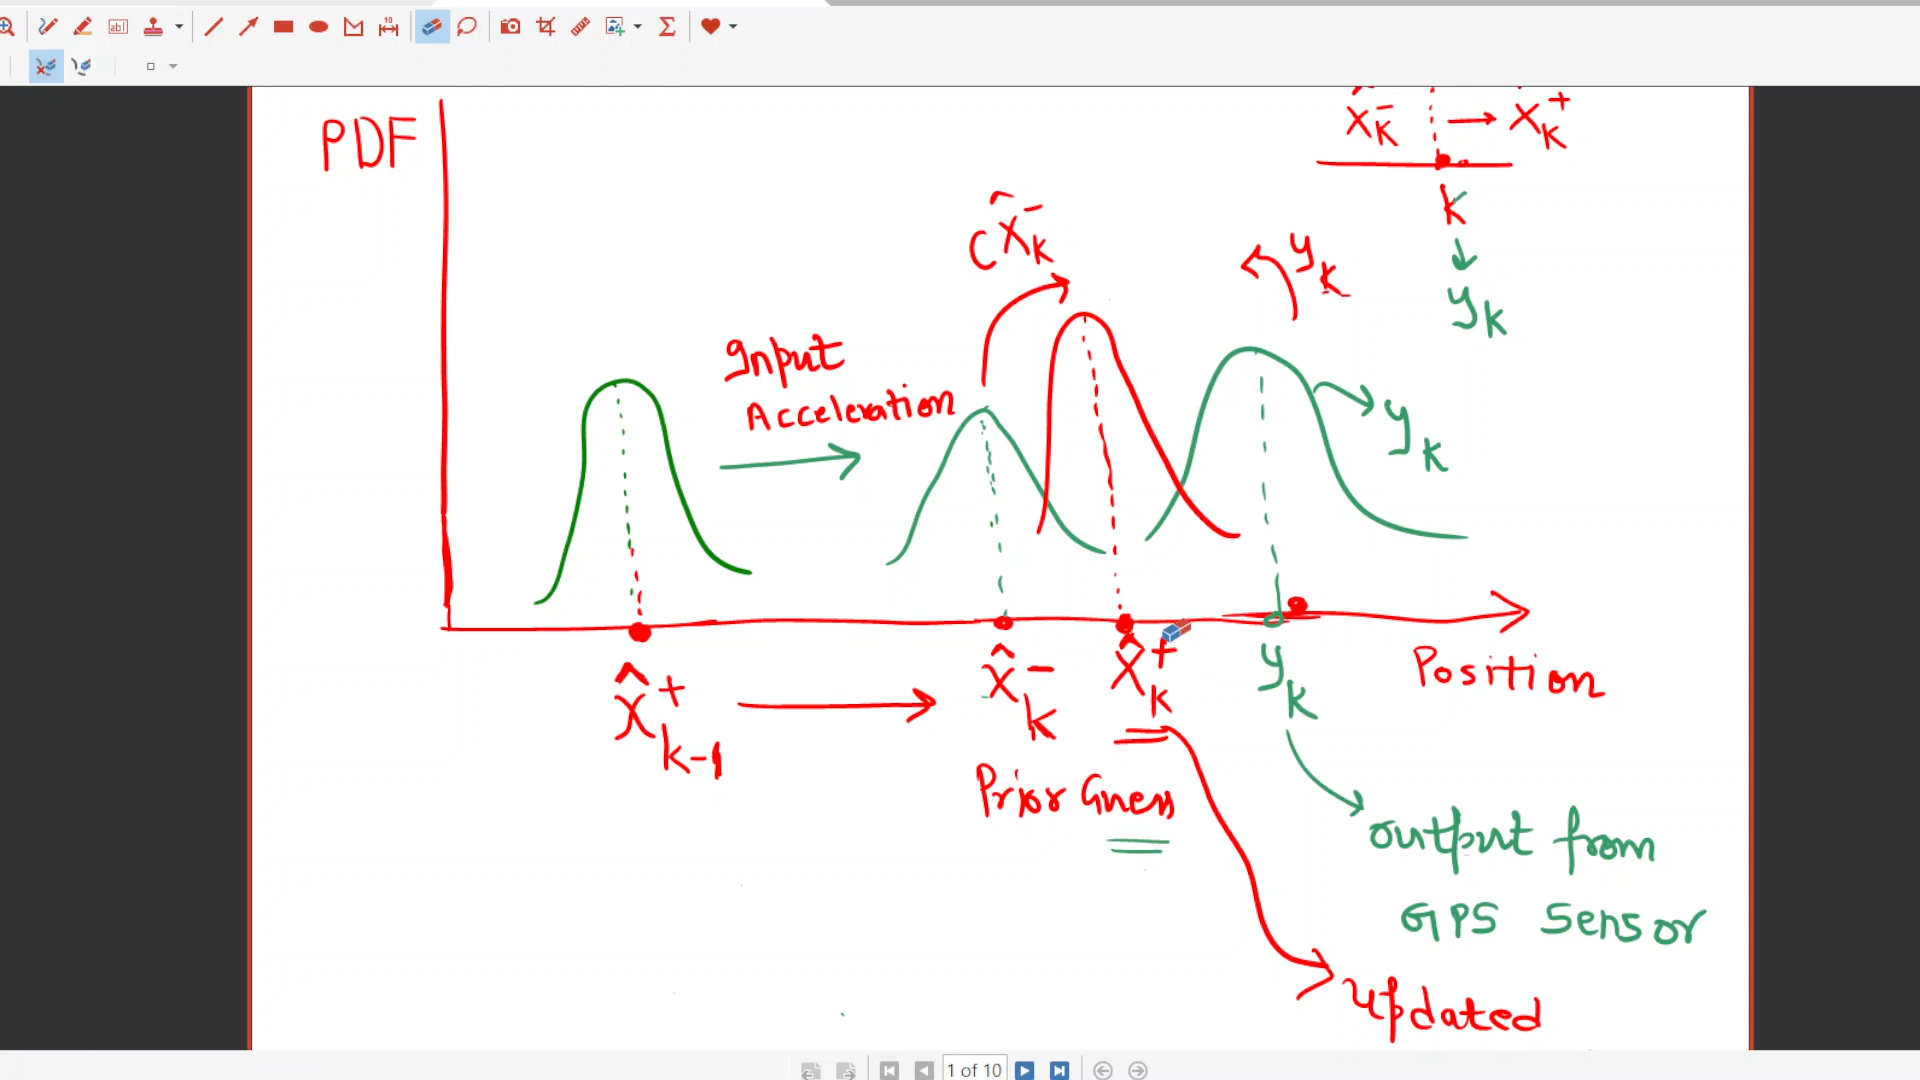 PDF
x̂ₖ⁻ → xₖ⁺
k
yₖ
Cx̂ₖ⁻
yₖ
Input
Acceleration
yₖ
x̂⁺ₖ₋₁
x̂ₖ⁻
x̂ₖ⁺
yₖ
Position
Prior Guess
output from
GPS Sensor
updated
1 of 10